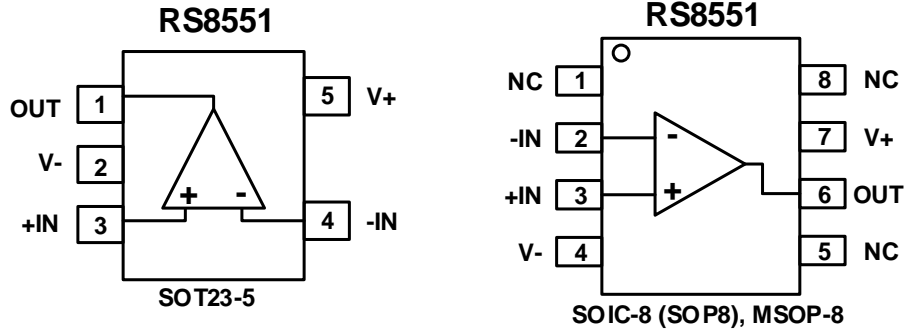 RS8551
OUT 1
5 V+
V- 2
+ -
+IN 3
4 -IN
SOT23-5
RS8551
NC 1
8 NC
-IN 2 -
7 V+
+IN 3 +
6 OUT
V- 4
5 NC
SOIC-8 (SOP8), MSOP-8